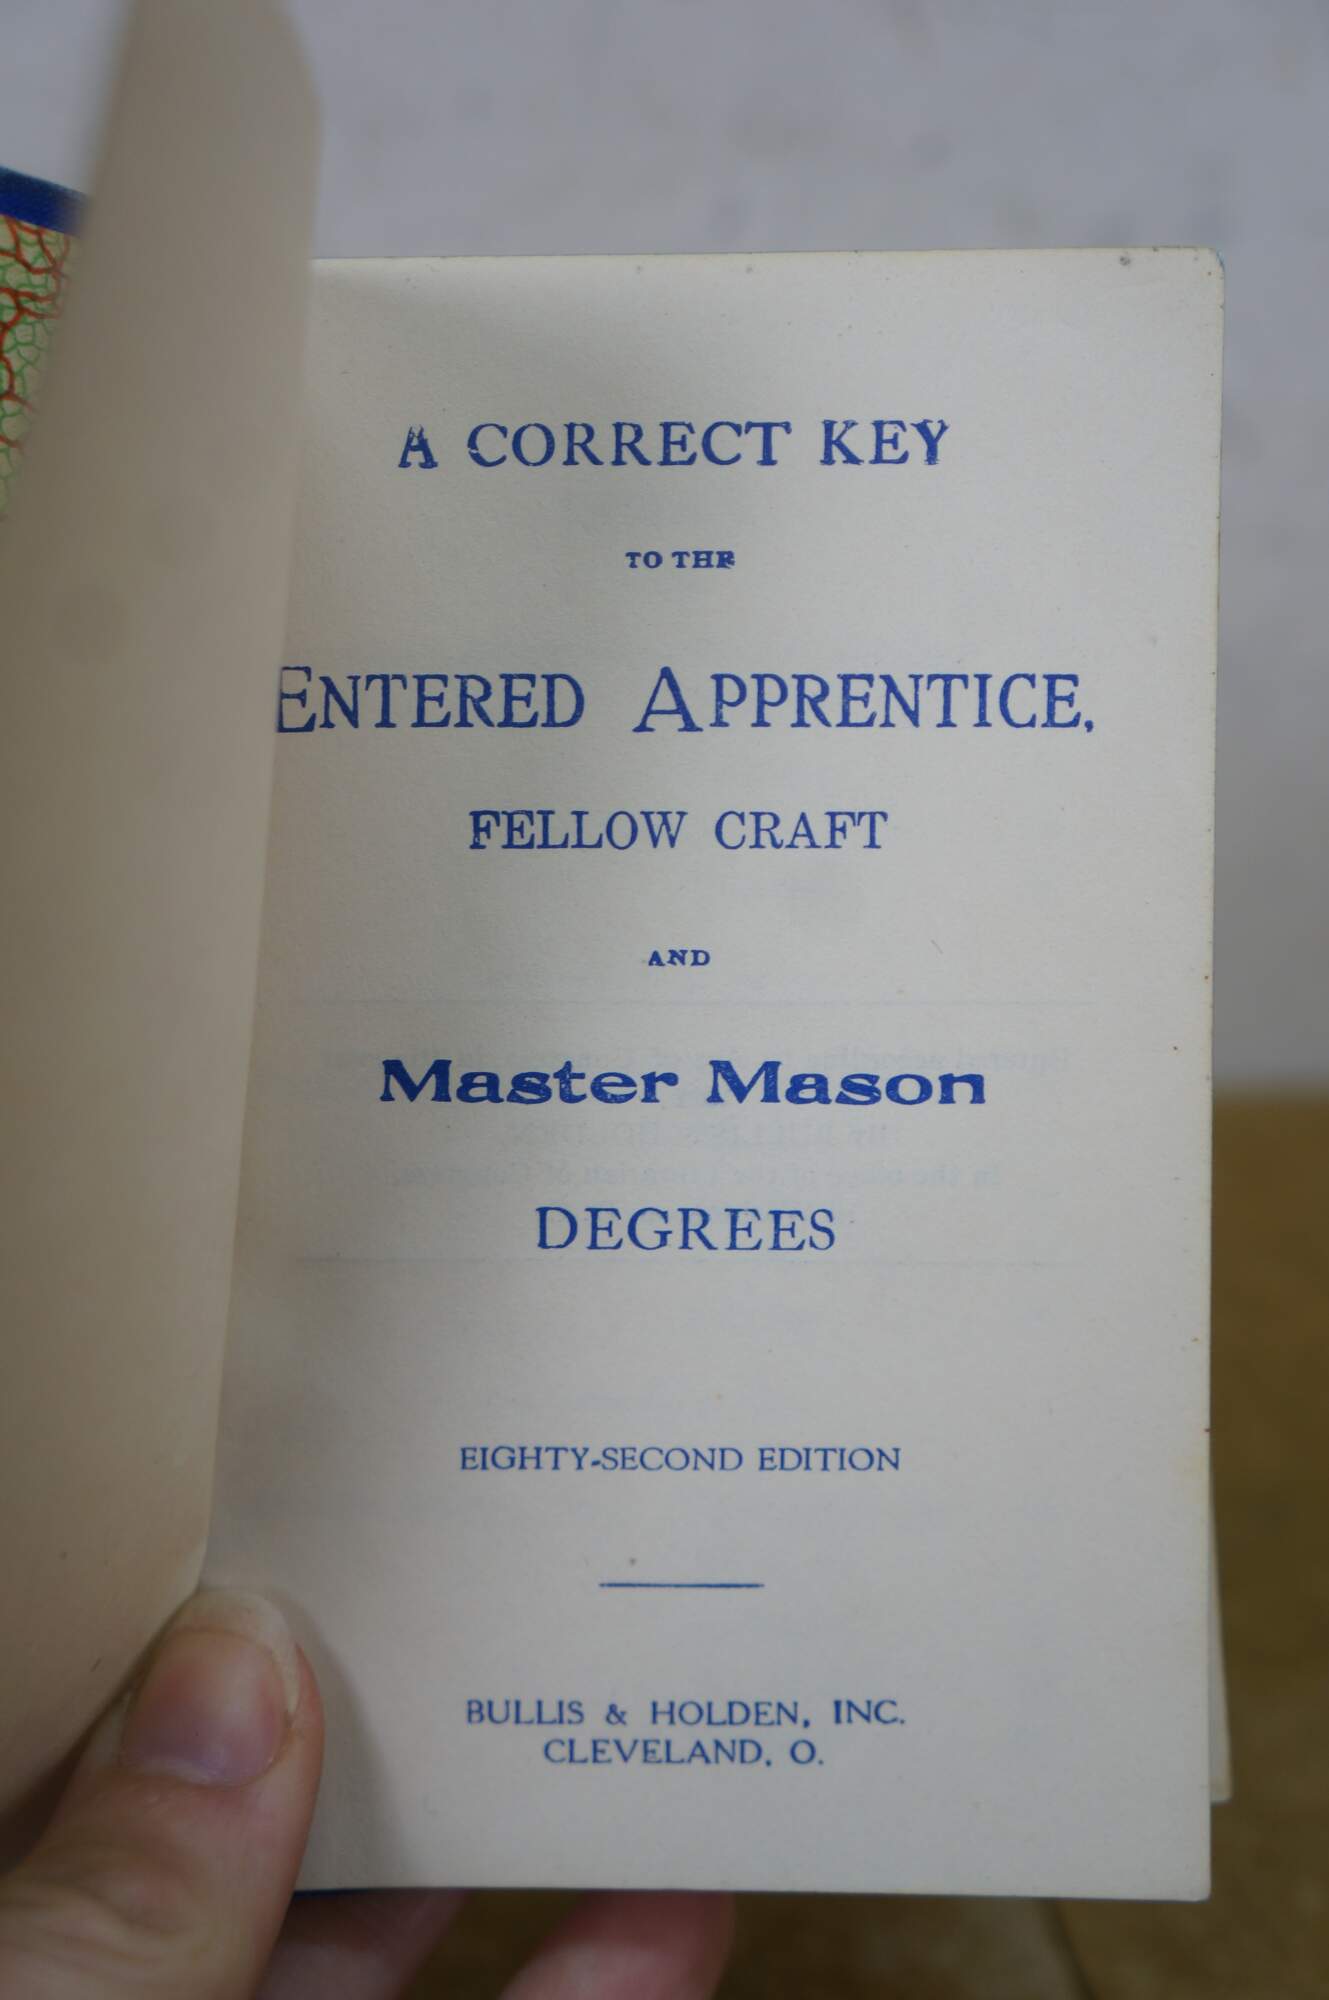 A CORRECT KEY
TO THE
ENTERED APPRENTICE,
FELLOW CRAFT
AND
Master Mason
DEGREES
EIGHTY-SECOND EDITION
BULLIS & HOLDEN, INC.
CLEVELAND, O.